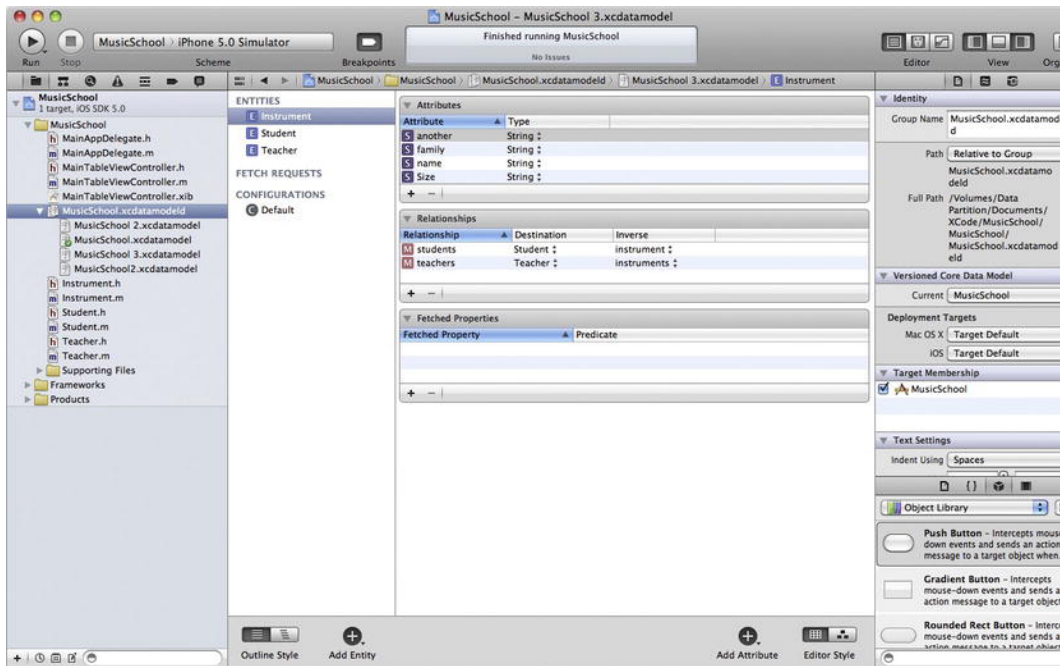 MusicSchool – MusicSchool 3.xcdatamodel
MusicSchool › iPhone 5.0 Simulator
Finished running MusicSchool
No Issues
Run Stop Scheme Breakpoints Editor View Org
MusicSchool › MusicSchool › MusicSchool.xcdatamodeld › MusicSchool 3.xcdatamodel › E Instrument
MusicSchool
1 target, iOS SDK 5.0
MusicSchool
h MainAppDelegate.h
m MainAppDelegate.m
h MainTableViewController.h
m MainTableViewController.m
MainTableViewController.xib
MusicSchool.xcdatamodeld
MusicSchool 2.xcdatamodel
MusicSchool.xcdatamodel
MusicSchool 3.xcdatamodel
MusicSchool2.xcdatamodel
h Instrument.h
m Instrument.m
h Student.h
m Student.m
h Teacher.h
m Teacher.m
Supporting Files
Frameworks
Products
ENTITIES
E Instrument
E Student
E Teacher
FETCH REQUESTS
CONFIGURATIONS
C Default
Attributes
Attribute Type
S another String
S family String
S name String
S Size String
+ −
Relationships
Relationship Destination Inverse
M students Student instrument
M teachers Teacher instruments
+ −
Fetched Properties
Fetched Property Predicate
+ −
Outline Style Add Entity Add Attribute Editor Style
Identity
Group Name MusicSchool.xcdatamod
d
Path Relative to Group
MusicSchool.xcdatamo
deld
Full Path /Volumes/Data
Partition/Documents/
XCode/MusicSchool/
MusicSchool/
MusicSchool.xcdatamod
eld
Versioned Core Data Model
Current MusicSchool
Deployment Targets
Mac OS X Target Default
iOS Target Default
Target Membership
MusicSchool
Text Settings
Indent Using Spaces
{}
Object Library
Push Button – Intercepts mouse
down events and sends an action
message to a target object when
Gradient Button – Intercepts
mouse-down events and sends a
action message to a target object
Rounded Rect Button – Interc
mouse-down events and sends a
action message to a target object